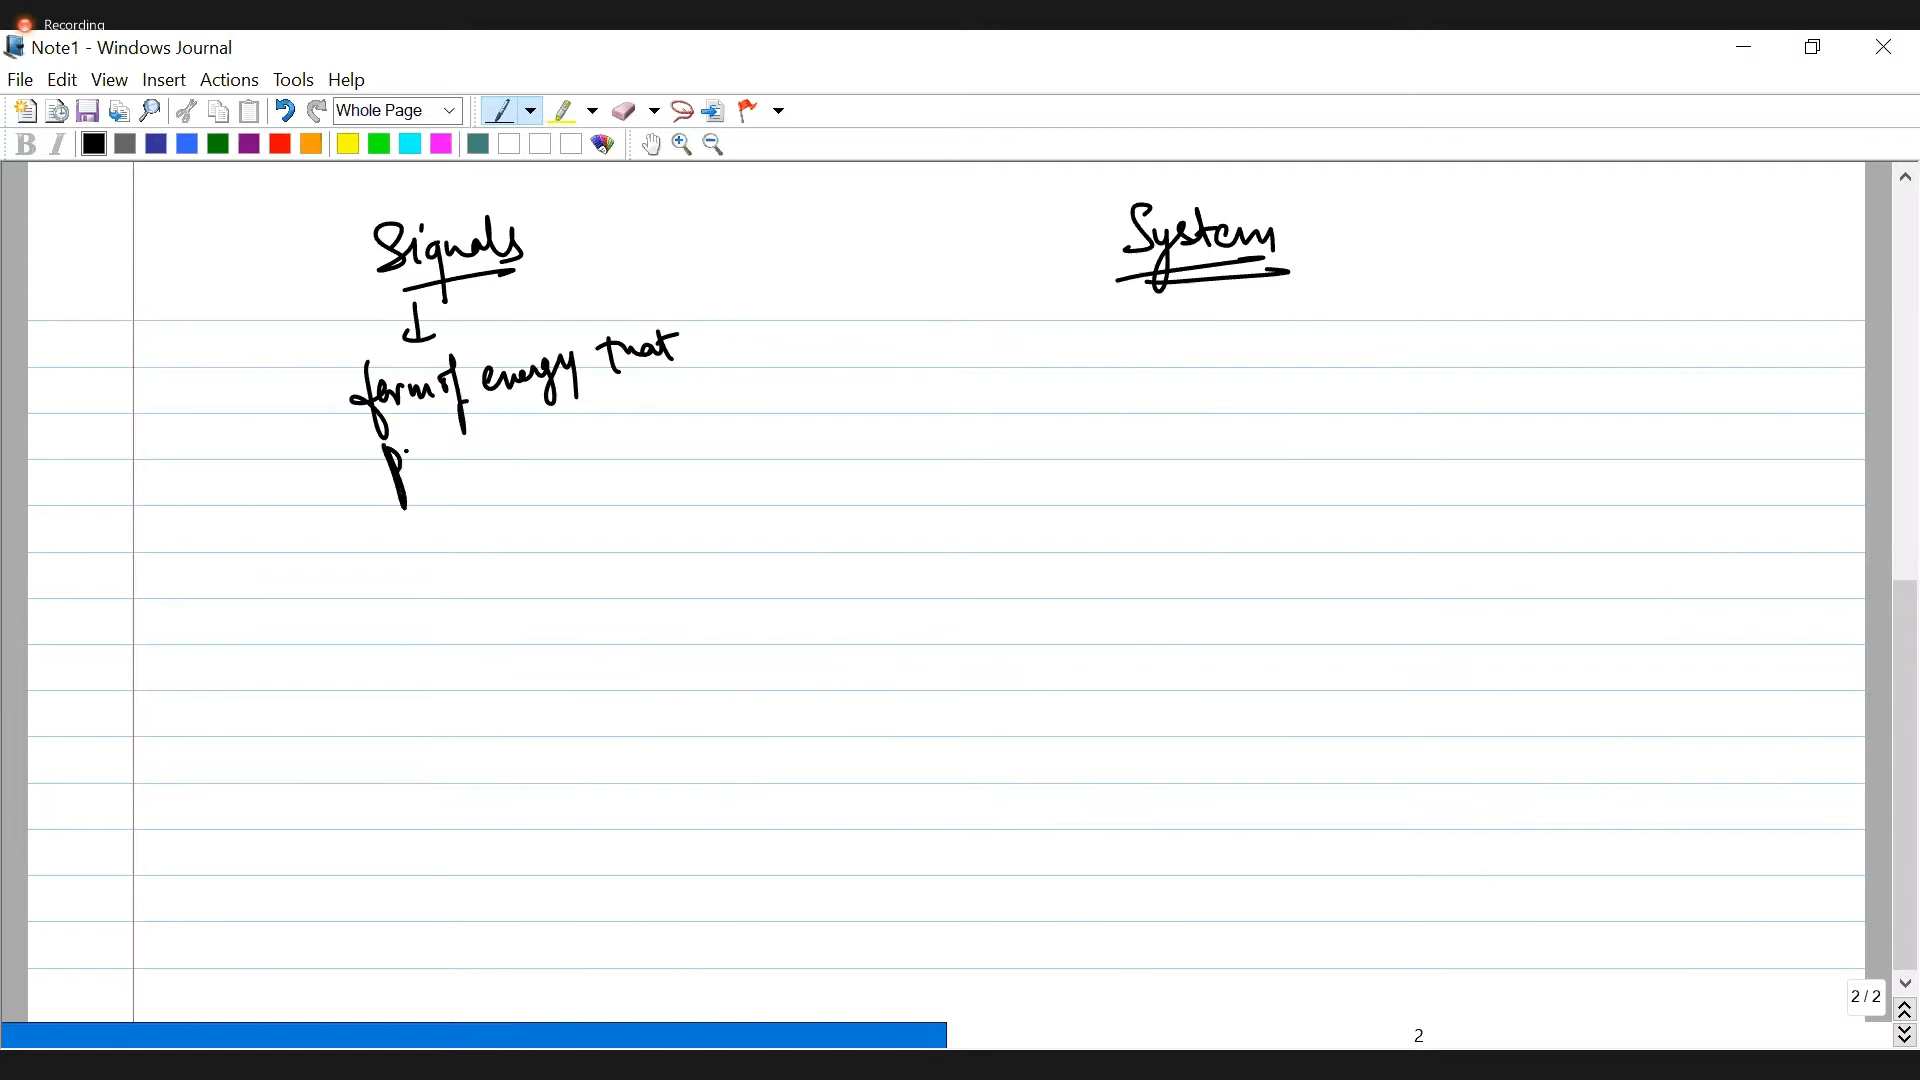 Recording
Note1 - Windows Journal
File Edit View Insert Actions Tools Help
Whole Page
B I
Signals System
form of energy that
p
2 / 2
2